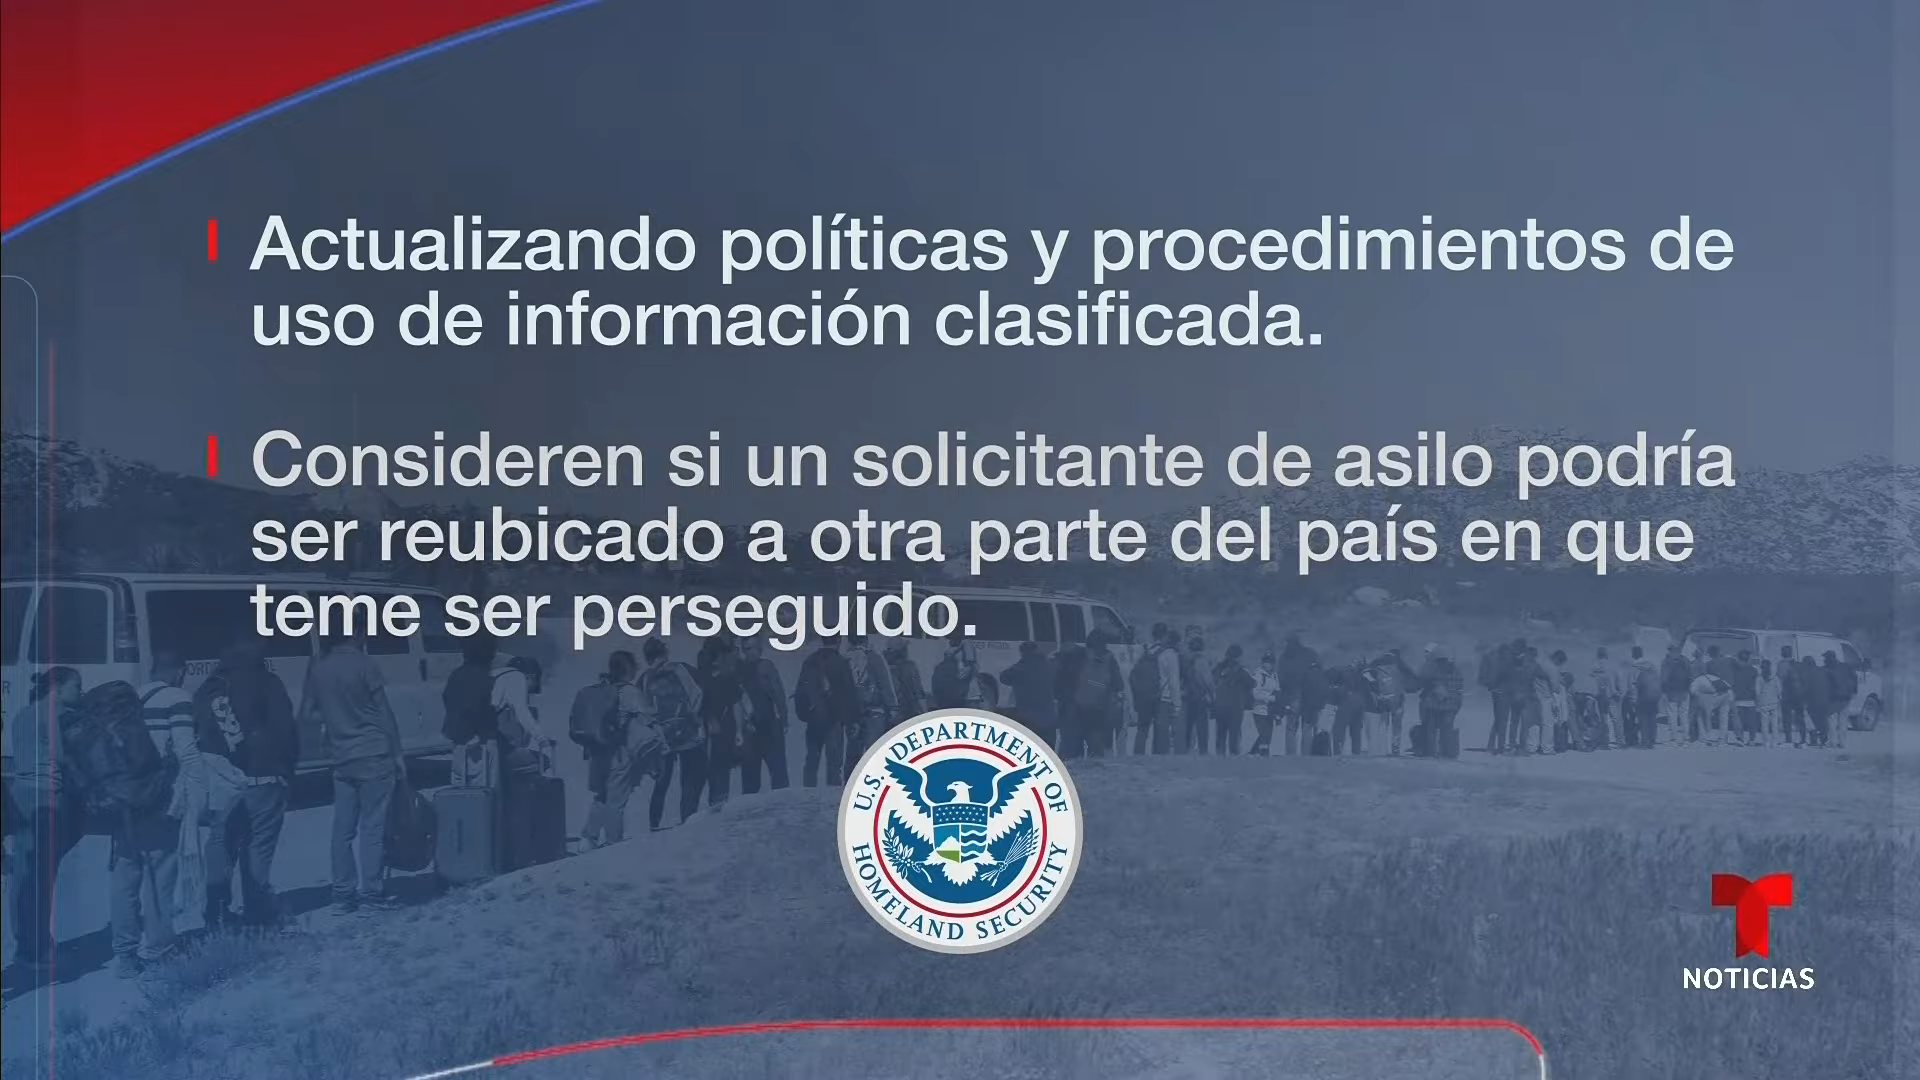 Actualizando políticas y procedimientos de
uso de información clasificada.
Consideren si un solicitante de asilo podría
ser reubicado a otra parte del país en que
teme ser perseguido.
U.S. DEPARTMENT OF
HOMELAND SECURITY
NOTICIAS